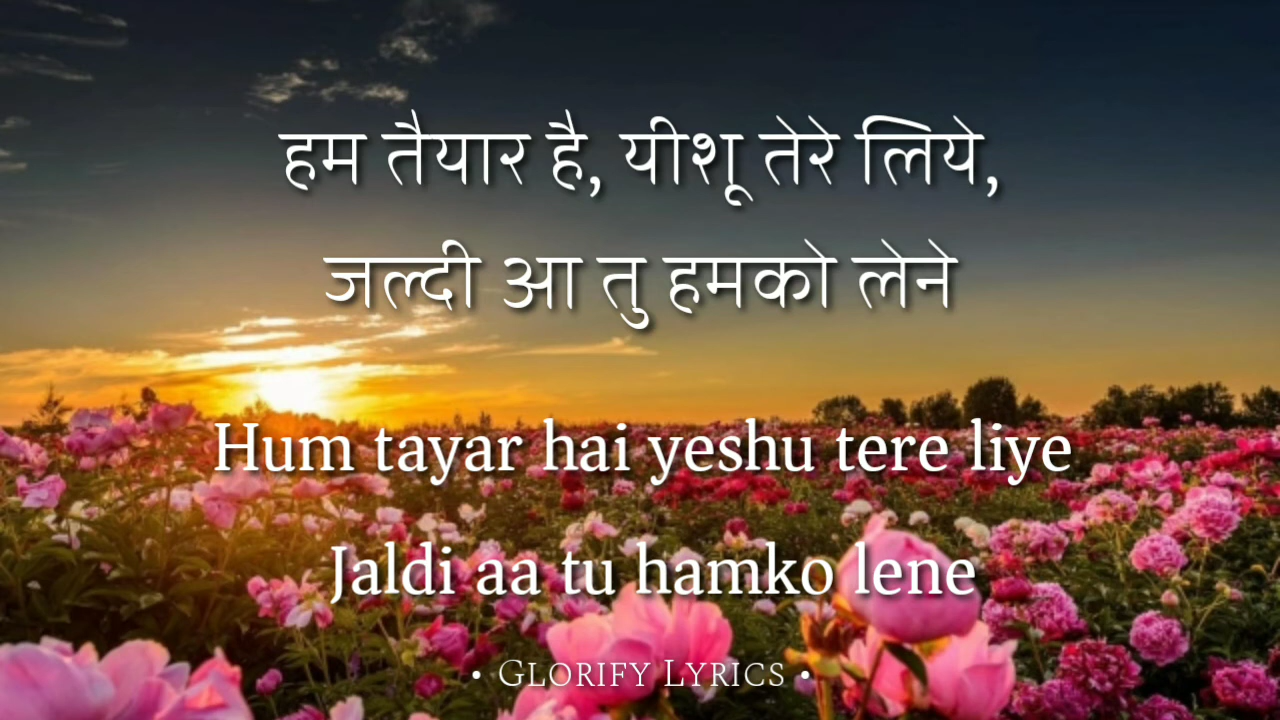 हम तैयार है, यीशू तेरे लिये,
जल्दी आ तु हमको लेने
Hum tayar hai yeshu tere liye
Jaldi aa tu hamko lene
• Glorify Lyrics •